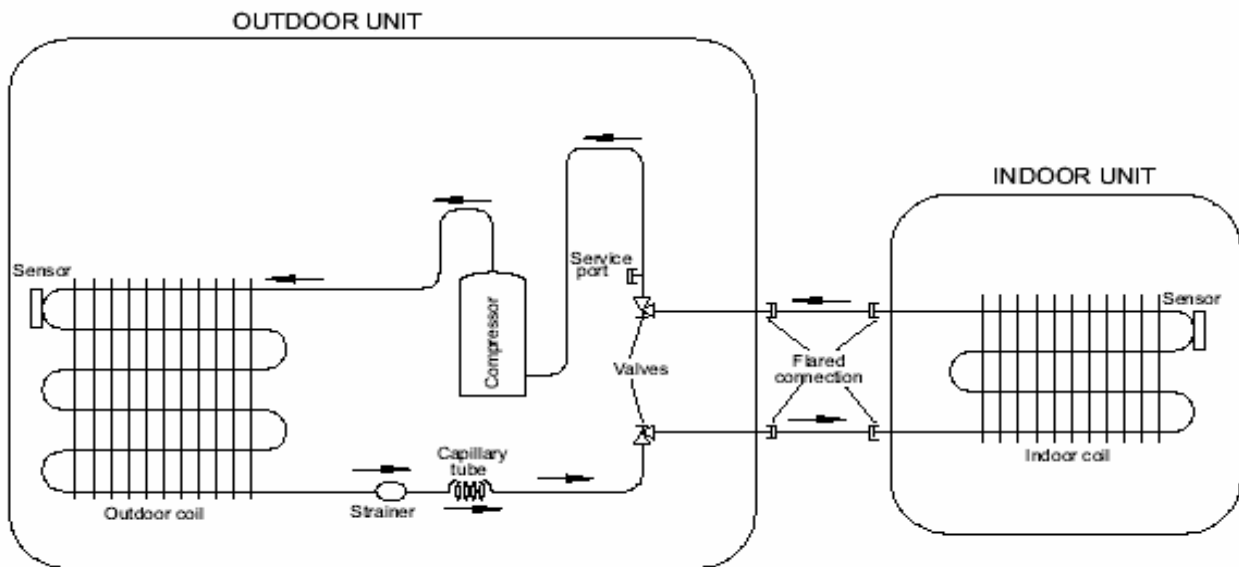 OUTDOOR UNIT
INDOOR UNIT
Sensor
Service
port
Compressor
Sensor
Valves
Flared
connection
Capillary
tube
Indoor coil
Outdoor coil
Strainer